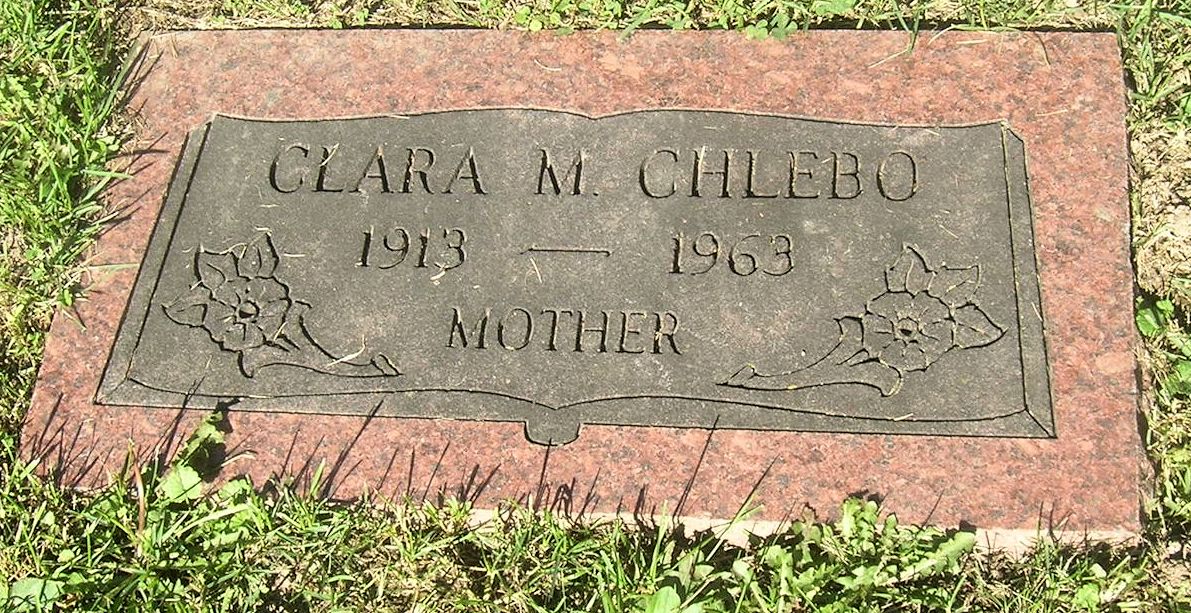 CLARA M. CHLEBO
1913 — 1963
MOTHER